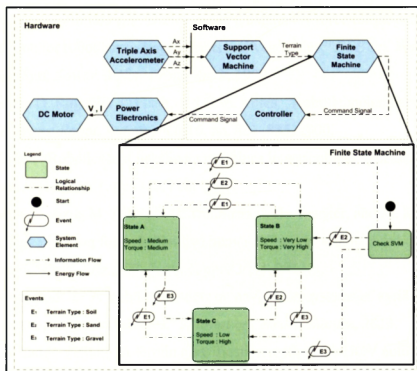 Hardware
Software
Triple Axis
Accelerometer
Ax
Ay
Az
Support
Vector
Machine
Terrain
Type
Finite
State
Machine
DC Motor
V , I
Power
Electronics
Command Signal
Controller
Command Signal
Legend
State
Logical
Relationship
Start
Event
System
Element
Information Flow
Energy Flow
Events
E1 Terrain Type : Soil
E2 Terrain Type : Sand
E3 Terrain Type : Gravel
Finite State Machine
E1
E2
E1
State A
Speed : Medium
Torque : Medium
State B
Speed : Very Low
Torque : Very High
E2
Check SVM
E3
E2
E1
E3
State C
Speed : Low
Torque : High
E3